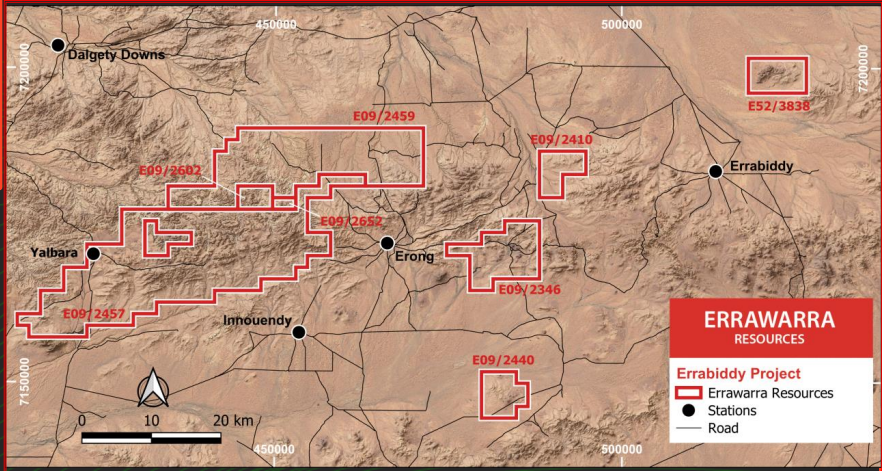 450000
500000
Dalgety Downs
7200000
7200000
E52/3838
E09/2459
E09/2410
E09/2602
Errabiddy
E09/2652
Yalbara
Erong
E09/2346
E09/2457
Innouendy
ERRAWARRA
RESOURCES
E09/2440
Errabiddy Project
Errawarra Resources
Stations
Road
7150000
7150000
0 10 20 km
450000
500000